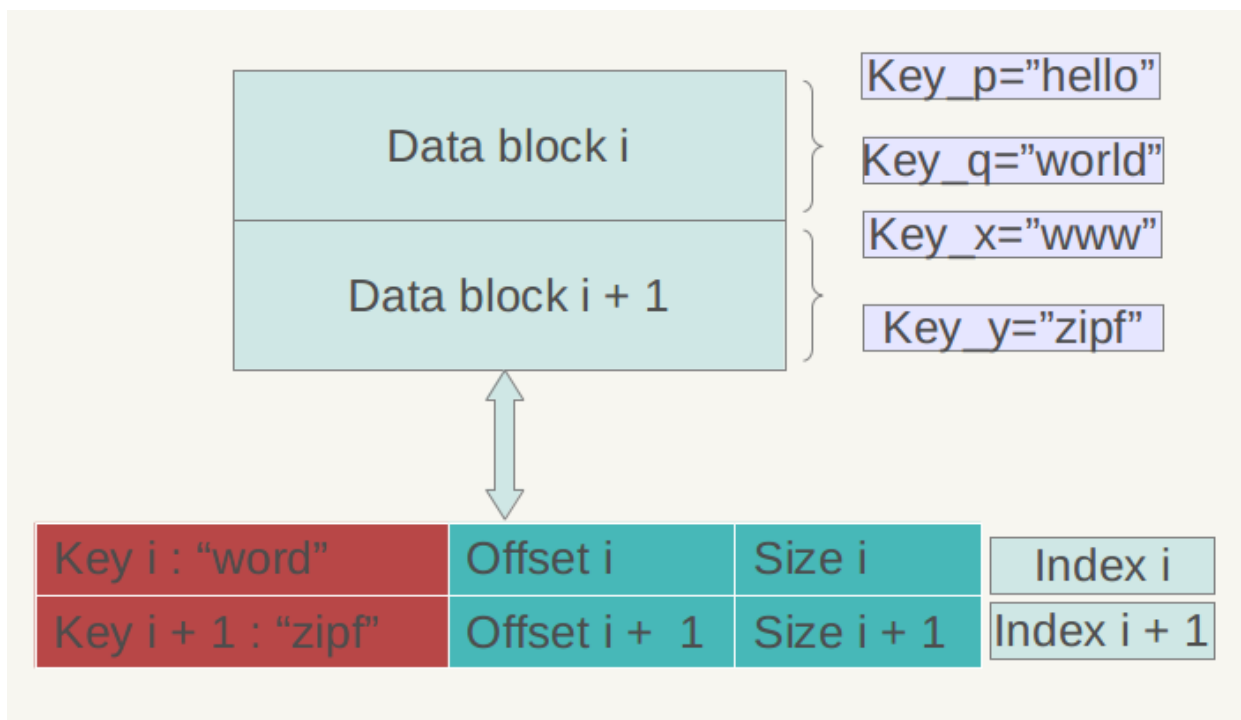 Key_p=”hello”
Data block i
Key_q=”world”
Key_x=”www”
Data block i + 1
Key_y=”zipf”
Key i : “word” Offset i Size i Index i
Key i + 1 : “zipf” Offset i +  1 Size i + 1 Index i + 1